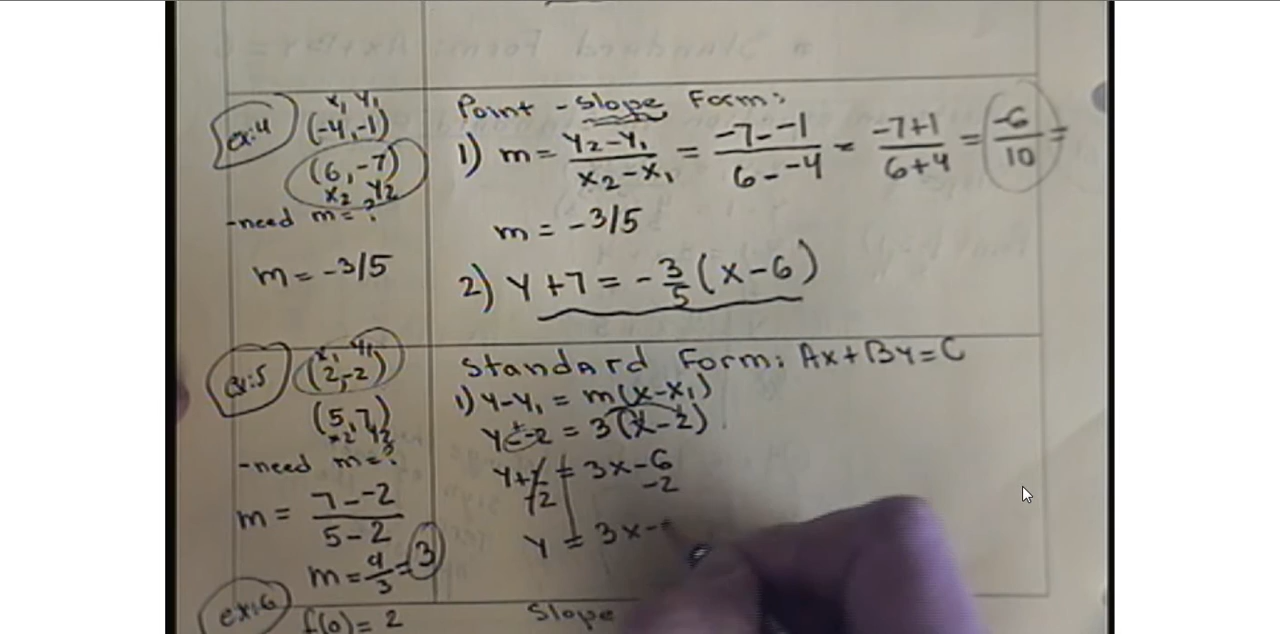 ex:4
x₁ y₁
(-4,-1)
(6,-7)
x₂ y₂
-need m=?
m = -3/5
Point - Slope Form:
1) m = y₂-y₁/x₂-x₁ = -7--1/6--4 = -7+1/6+4 = -6/10 =
m = -3/5
2) y+7 = -3/5(x-6)
ex:5
x₁ y₁
(2,-2)
(5,7)
x₂ y₂
-need m=?
m = 7--2/5-2
m = 9/3 = 3
Standard Form: Ax+By=C
1) y-y₁ = m(x-x₁)
y--2 = 3(x-2)
y+2 = 3x-6
-2 -2
y = 3x-
ex:6
f(0) = 2
Slope